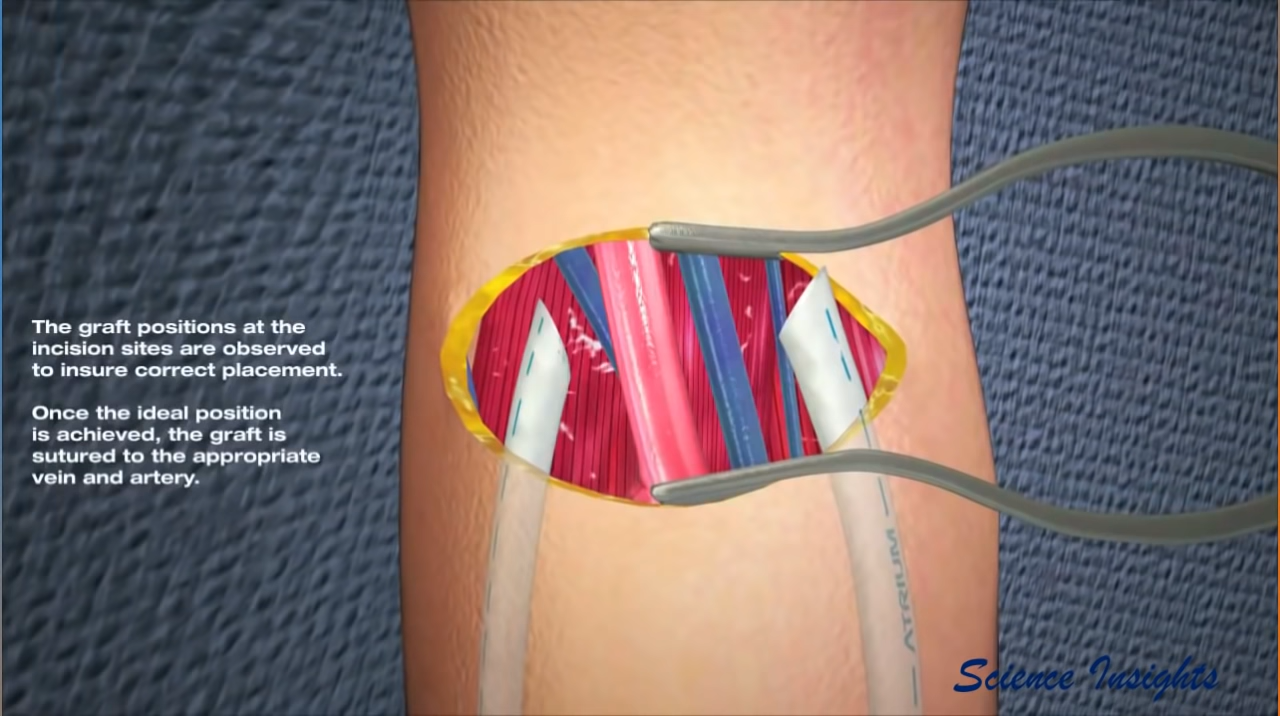 The graft positions at the
incision sites are observed
to insure correct placement.
Once the ideal position
is achieved, the graft is
sutured to the appropriate
vein and artery.
ATRIUM
Science Insights